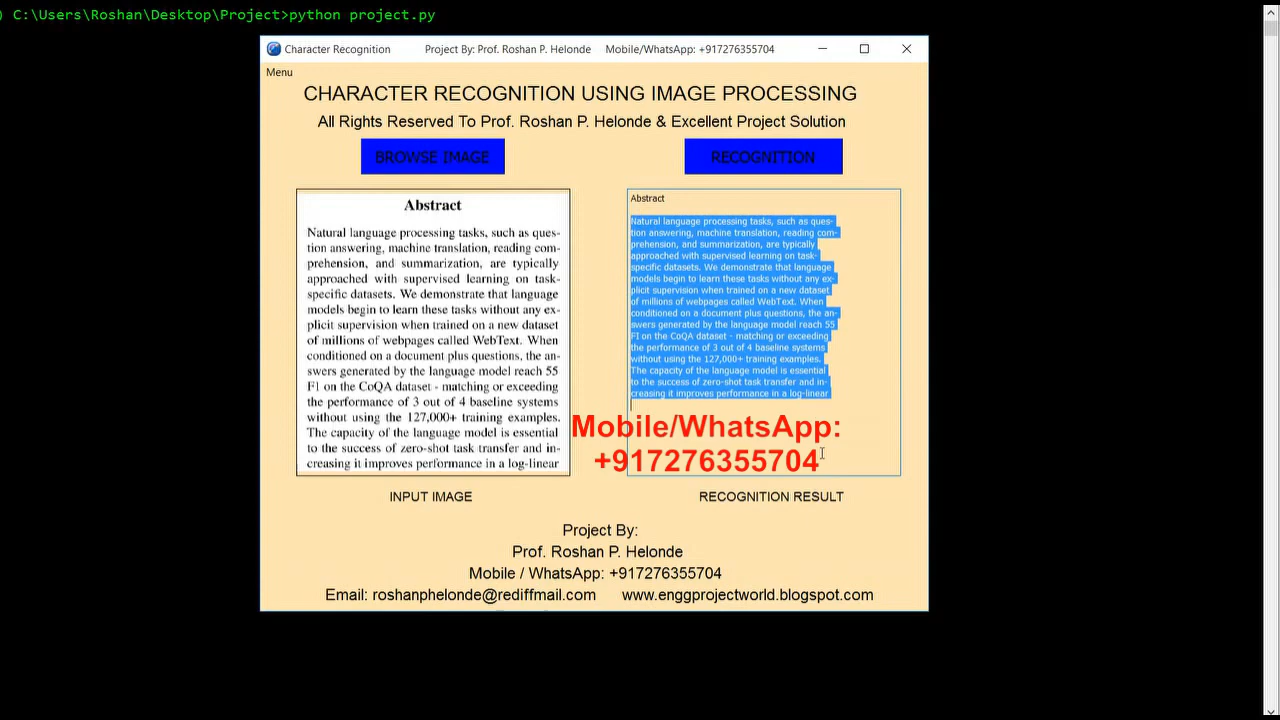 ) C:\Users\Roshan\Desktop\Project>python project.py
Character Recognition Project By: Prof. Roshan P. Helonde Mobile/WhatsApp: +917276355704
Menu
CHARACTER RECOGNITION USING IMAGE PROCESSING
All Rights Reserved To Prof. Roshan P. Helonde & Excellent Project Solution
BROWSE IMAGE
RECOGNITION
Abstract
Natural language processing tasks, such as ques-
tion answering, machine translation, reading com-
prehension, and summarization, are typically
approached with supervised learning on task-
specific datasets. We demonstrate that language
models begin to learn these tasks without any ex-
plicit supervision when trained on a new dataset
of millions of webpages called WebText. When
conditioned on a document plus questions, the an-
swers generated by the language model reach 55
F1 on the CoQA dataset - matching or exceeding
the performance of 3 out of 4 baseline systems
without using the 127,000+ training examples.
The capacity of the language model is essential
to the success of zero-shot task transfer and in-
creasing it improves performance in a log-linear
Abstract
Natural language processing tasks, such as ques-
tion answering, machine translation, reading com-
prehension, and summarization, are typically
approached with supervised learning on task-
specific datasets. We demonstrate that language
models begin to learn these tasks without any ex-
plicit supervision when trained on a new dataset
of millions of webpages called WebText. When
conditioned on a document plus questions, the an-
swers generated by the language model reach 55
FI on the CoQA dataset - matching or exceeding
the performance of 3 out of 4 baseline systems
without using the 127,000+ training examples.
The capacity of the language model is essential
to the success of zero-shot task transfer and in-
creasing it improves performance in a log-linear
Mobile/WhatsApp:
+917276355704
INPUT IMAGE
RECOGNITION RESULT
Project By:
Prof. Roshan P. Helonde
Mobile / WhatsApp: +917276355704
Email: roshanphelonde@rediffmail.com www.enggprojectworld.blogspot.com